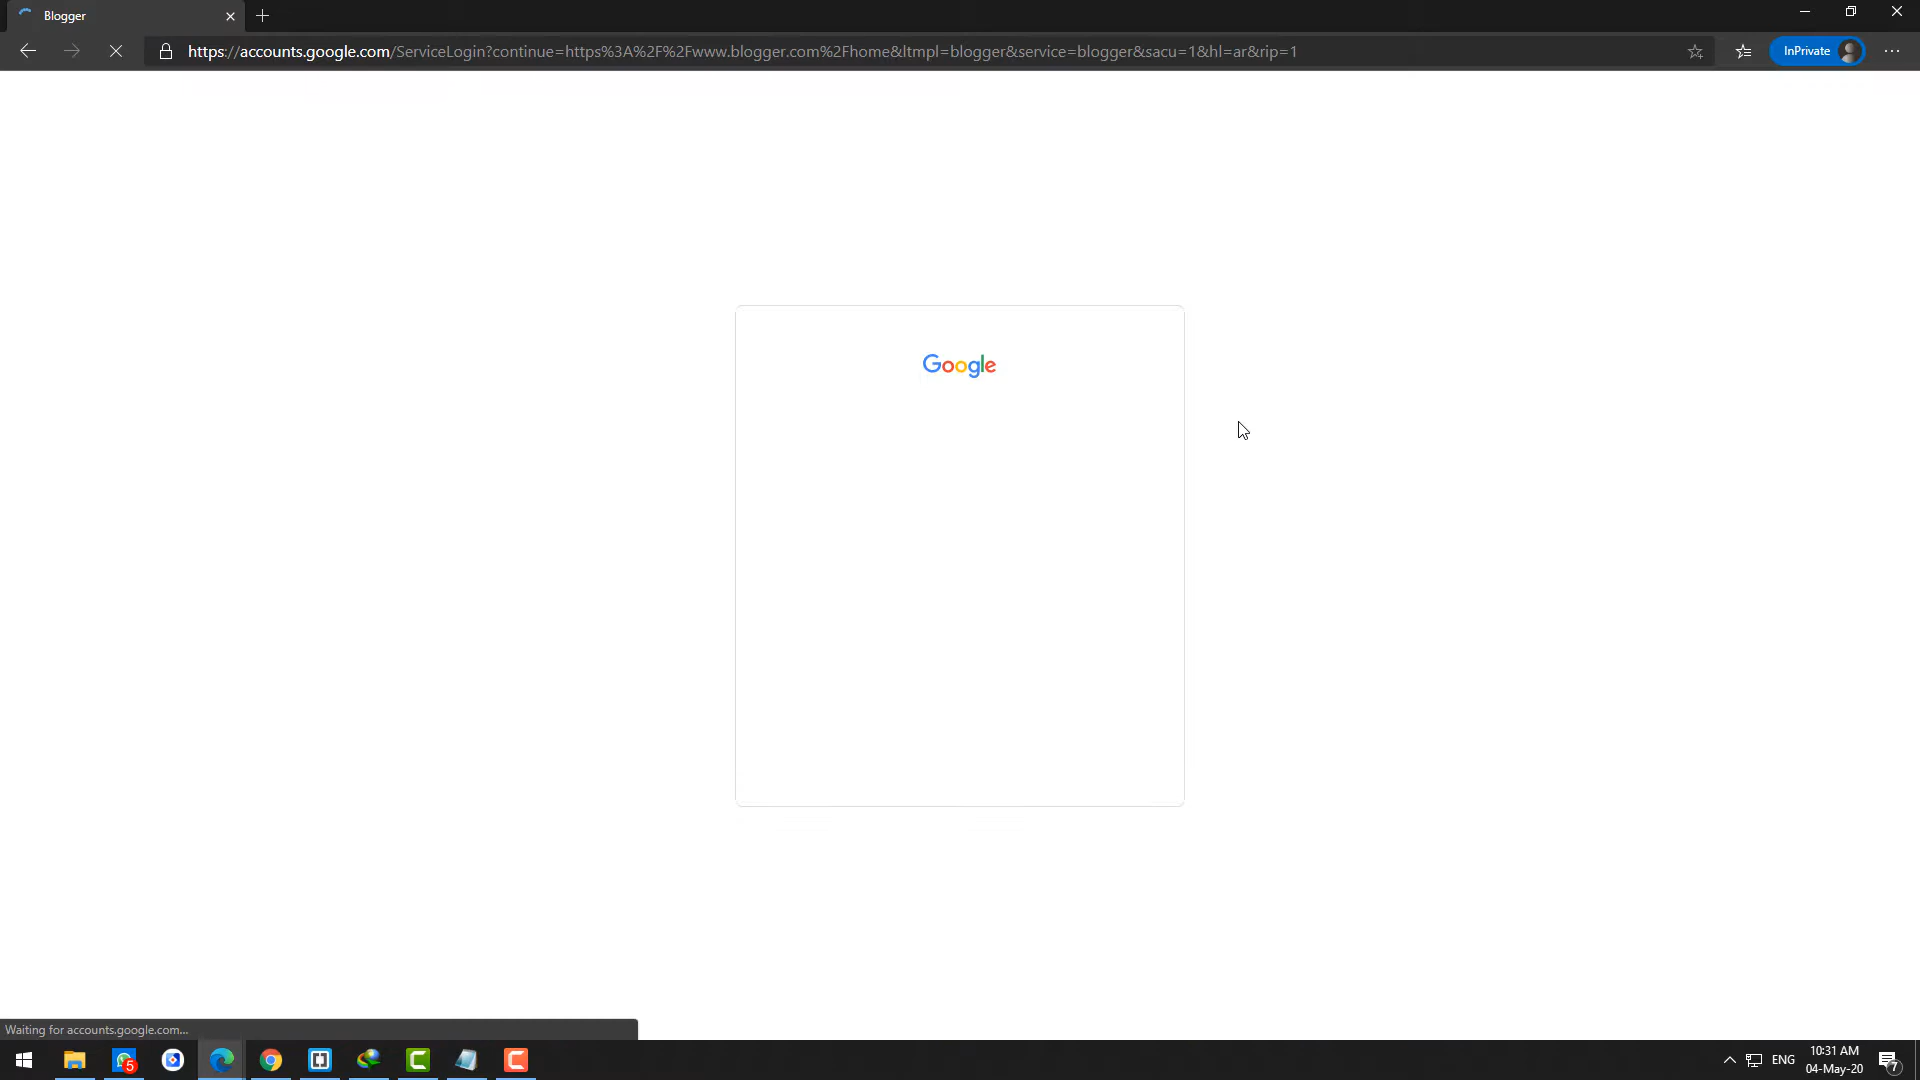 Blogger
https://accounts.google.com/ServiceLogin?continue=https%3A%2F%2Fwww.blogger.com%2Fhome&ltmpl=blogger&service=blogger&sacu=1&hl=ar&rip=1
InPrivate
Google
Waiting for accounts.google.com...
5
ENG
10:31 AM
04-May-20
7